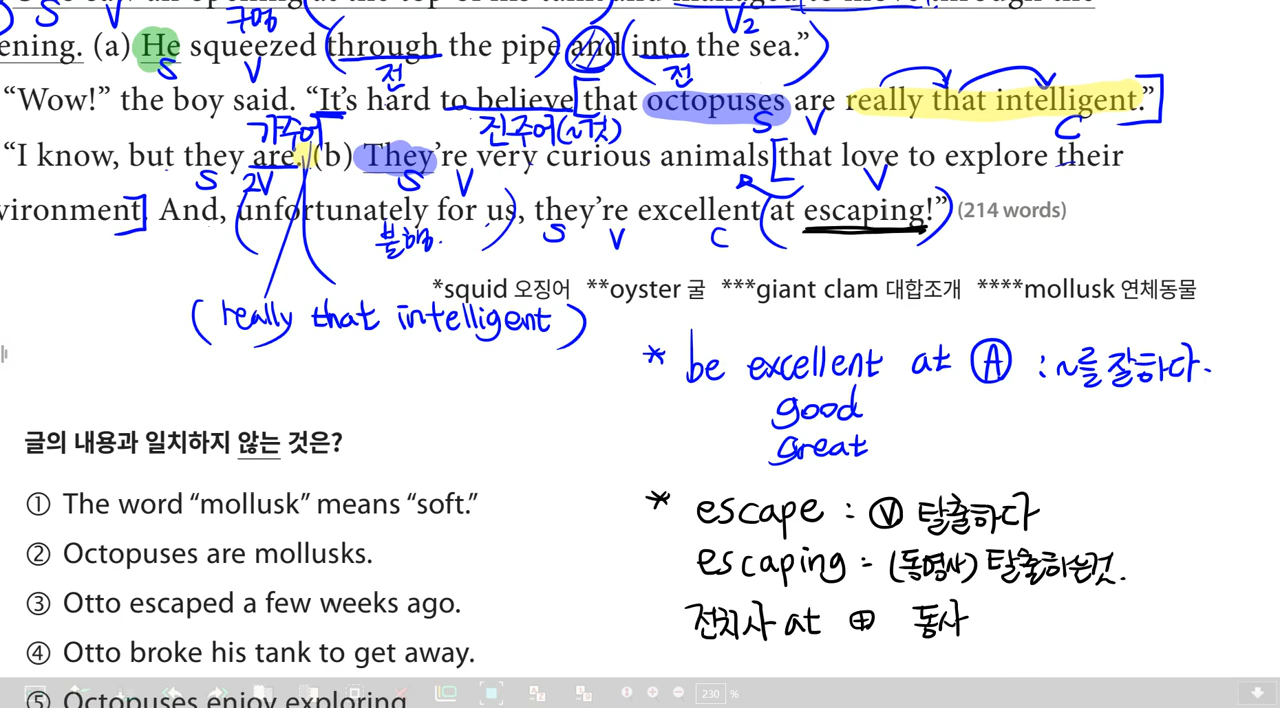 S V 구멍 V2
ening. (a) He squeezed through the pipe and into the sea.”
S V 전 전
“Wow!” the boy said. “It’s hard to believe that octopuses are really that intelligent.”
가주어 진주어(~것) S V C
“I know, but they are. (b) They’re very curious animals that love to explore their
S 2V S V V
vironment. And, unfortunately for us, they’re excellent at escaping!” (214 words)
불행. S V C
*squid 오징어 **oyster 굴 ***giant clam 대합조개 ****mollusk 연체동물
(really that intelligent)
* be excellent at Ⓐ : ~를 잘하다.
good
great
글의 내용과 일치하지 않는 것은?
① The word “mollusk” means “soft.”
* escape : Ⓥ 탈출하다
② Octopuses are mollusks.
escaping : (동명사) 탈출하는것.
③ Otto escaped a few weeks ago.
전치사 at ⊕ 동사
④ Otto broke his tank to get away.
⑤ Octopuses enjoy exploring
230 %